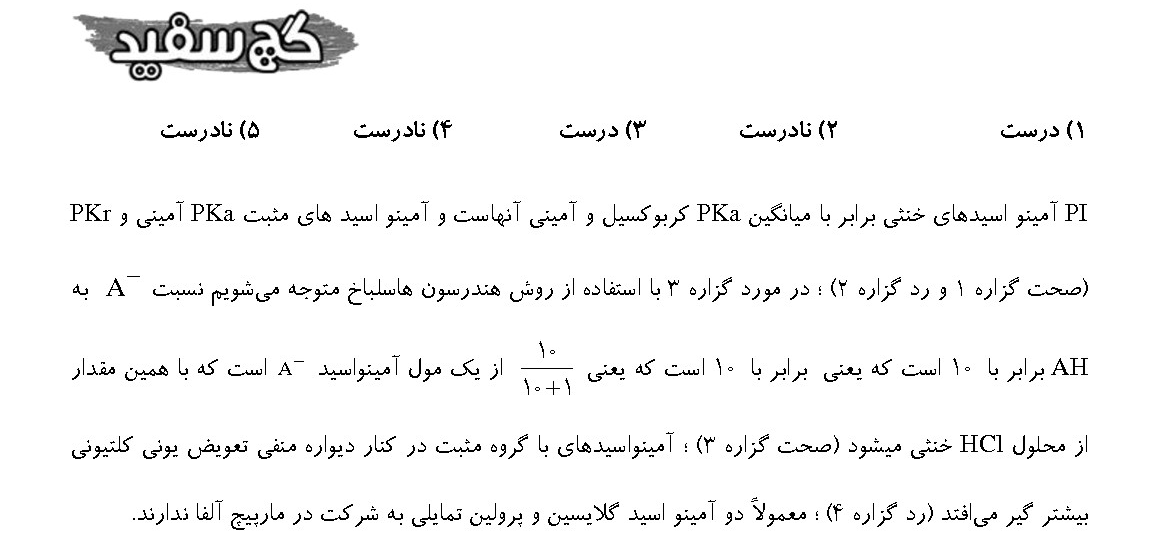 گچ سفید
۱) درست ۲) نادرست ۳) درست ۴) نادرست ۵) نادرست
PI آمینو اسیدهای خنثی برابر با میانگین PKa کربوکسیل و آمینی آنهاست و آمینو اسید های مثبت PKa آمینی و PKr
(صحت گزاره ۱ و رد گزاره ۲) ؛ در مورد گزاره ۳ با استفاده از روش هندرسون هاسلباخ متوجه می‌شویم نسبت A⁻ به
AH برابر با ۱۰ است که یعنی برابر با ۱۰ است که یعنی ۱۰/(۱۰+۱) از یک مول آمینواسید A⁻ است که با همین مقدار
از محلول HCl خنثی میشود (صحت گزاره ۳) ؛ آمینواسیدهای با گروه مثبت در کنار دیواره منفی تعویض یونی کلتیونی
بیشتر گیر می‌افتد (رد گزاره ۴) ؛ معمولاً دو آمینو اسید گلایسین و پرولین تمایلی به شرکت در مارپیچ آلفا ندارند.